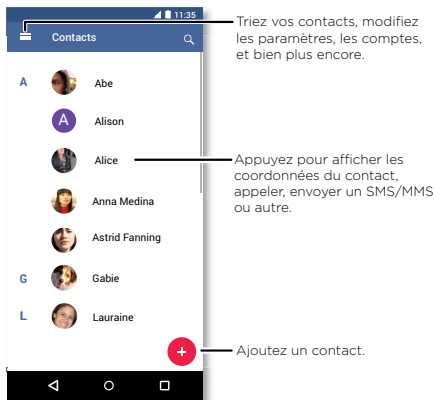 11:35
Contacts
A
Abe
A
Alison
Alice
Anna Medina
Astrid Fanning
G
Gabie
L
Lauraine
Triez vos contacts, modifiez
les paramètres, les comptes,
et bien plus encore.
Appuyez pour afficher les
coordonnées du contact,
appeler, envoyer un SMS/MMS
ou autre.
Ajoutez un contact.